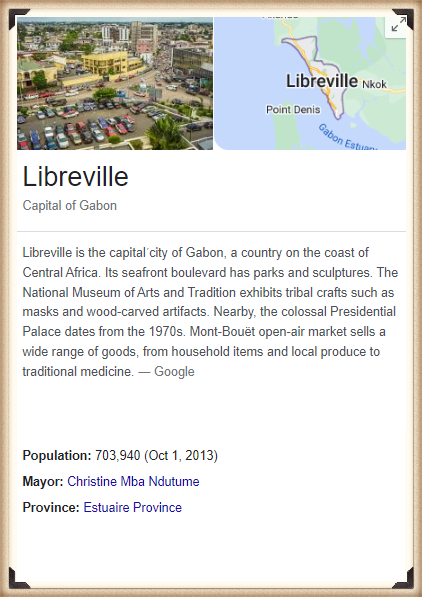 Libreville
Nkok
Point Denis
Gabon Estuary
Libreville
Capital of Gabon
Libreville is the capital city of Gabon, a country on the coast of
Central Africa. Its seafront boulevard has parks and sculptures. The
National Museum of Arts and Tradition exhibits tribal crafts such as
masks and wood-carved artifacts. Nearby, the colossal Presidential
Palace dates from the 1970s. Mont-Bouët open-air market sells a
wide range of goods, from household items and local produce to
traditional medicine. — Google
Population: 703,940 (Oct 1, 2013)
Mayor: Christine Mba Ndutume
Province: Estuaire Province